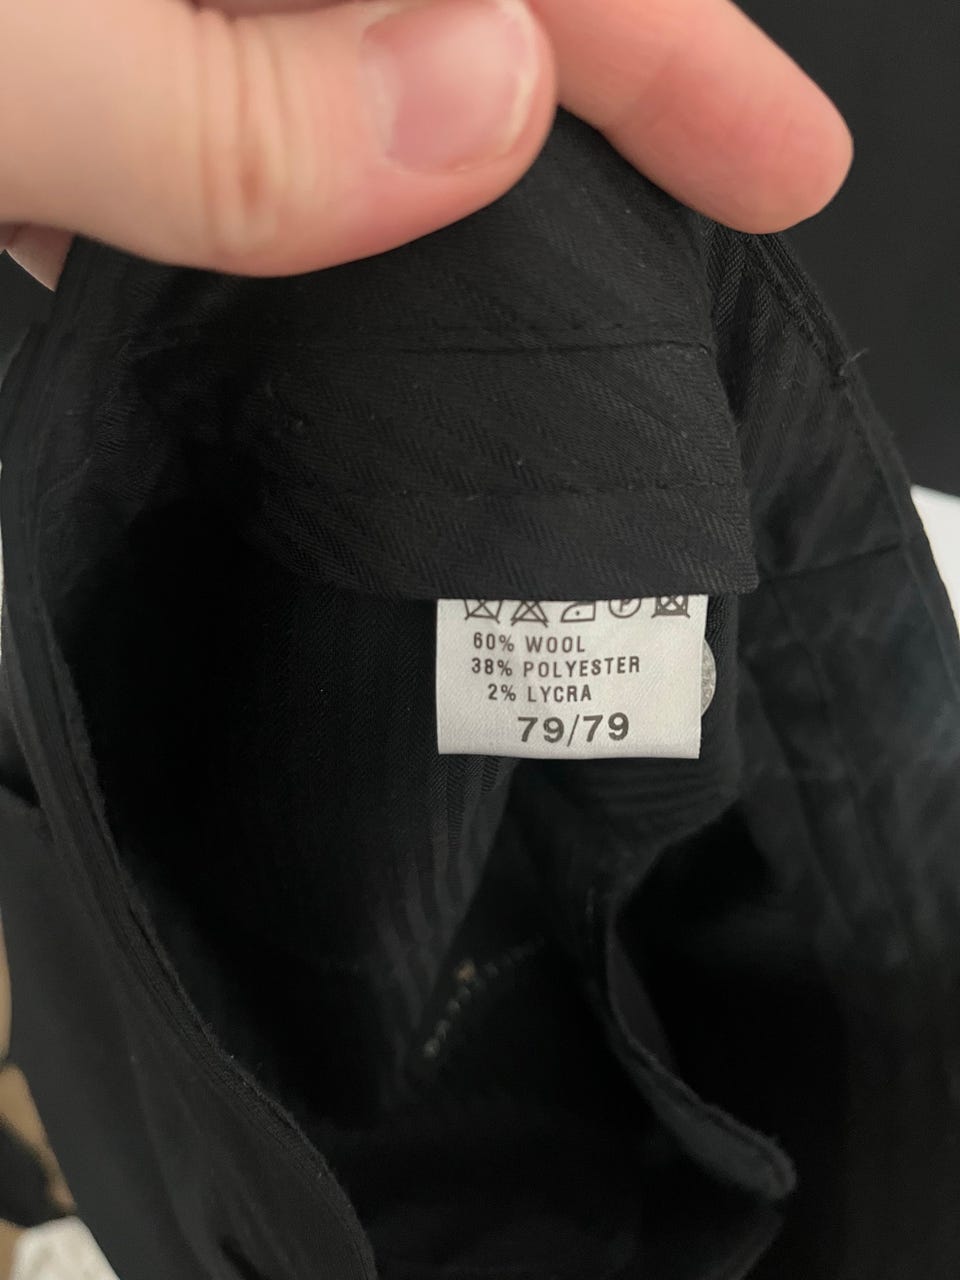 P
60% WOOL
38% POLYESTER
2% LYCRA
79/79